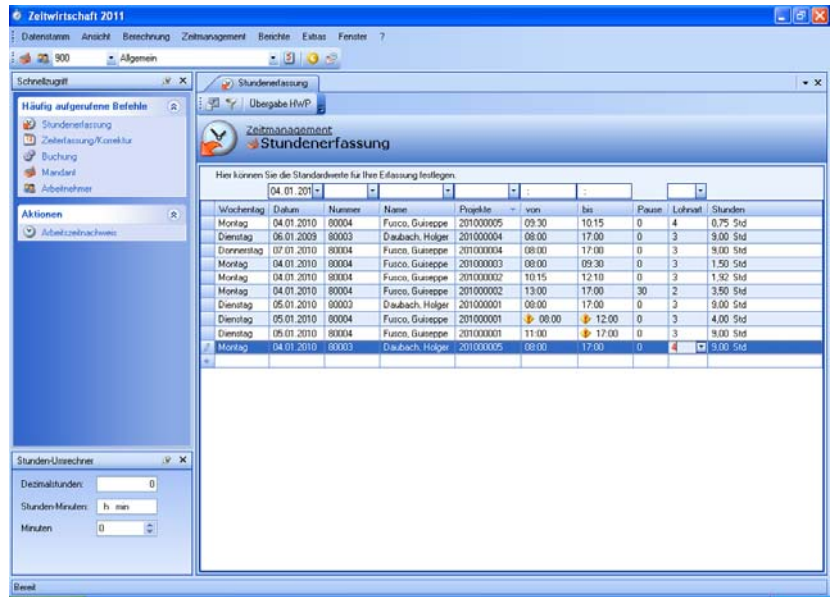 Zeitwirtschaft 2011
Datenstamm Ansicht Berechnung Zeitmanagement Berichte Extras Fenster ?
900 Allgemein
Schnellzugriff
Häufig aufgerufene Befehle
Stundenerfassung
Zeiterfassung/Korrektur
Buchung
Mandant
Arbeitnehmer
Aktionen
Arbeitszeitnachweis
Stunden-Umrechner
Dezimalstunden: 0
Stunden-Minuten: h min
Minuten 0
Stundenerfassung
Übergabe HWP
Zeitmanagement
Stundenerfassung
Hier können Sie die Standardwerte für Ihre Erfassung festlegen.
04.01.201 : :
Wochentag Datum Nummer Name Projekte von bis Pause Lohnart Stunden
Montag 04.01.2010 80004 Fusco, Guiseppe 201000005 09:30 10:15 0 4 0,75 Std
Dienstag 06.01.2009 80003 Daubach, Holger 201000004 08:00 17:00 0 3 9,00 Std
Donnerstag 07.01.2010 80004 Fusco, Guiseppe 201000004 08:00 17:00 0 3 9,00 Std
Montag 04.01.2010 80004 Fusco, Guiseppe 201000003 08:00 09:30 0 3 1,50 Std
Montag 04.01.2010 80004 Fusco, Guiseppe 201000002 10:15 12:10 0 3 1,92 Std
Montag 04.01.2010 80004 Fusco, Guiseppe 201000002 13:00 17:00 30 2 3,50 Std
Dienstag 05.01.2010 80003 Daubach, Holger 201000001 08:00 17:00 0 3 9,00 Std
Dienstag 05.01.2010 80004 Fusco, Guiseppe 201000001 08:00 12:00 0 3 4,00 Std
Dienstag 05.01.2010 80004 Fusco, Guiseppe 201000001 11:00 17:00 0 3 9,00 Std
Montag 04.01.2010 80003 Daubach, Holger 201000005 08:00 17:00 0 4 9,00 Std
Bereit